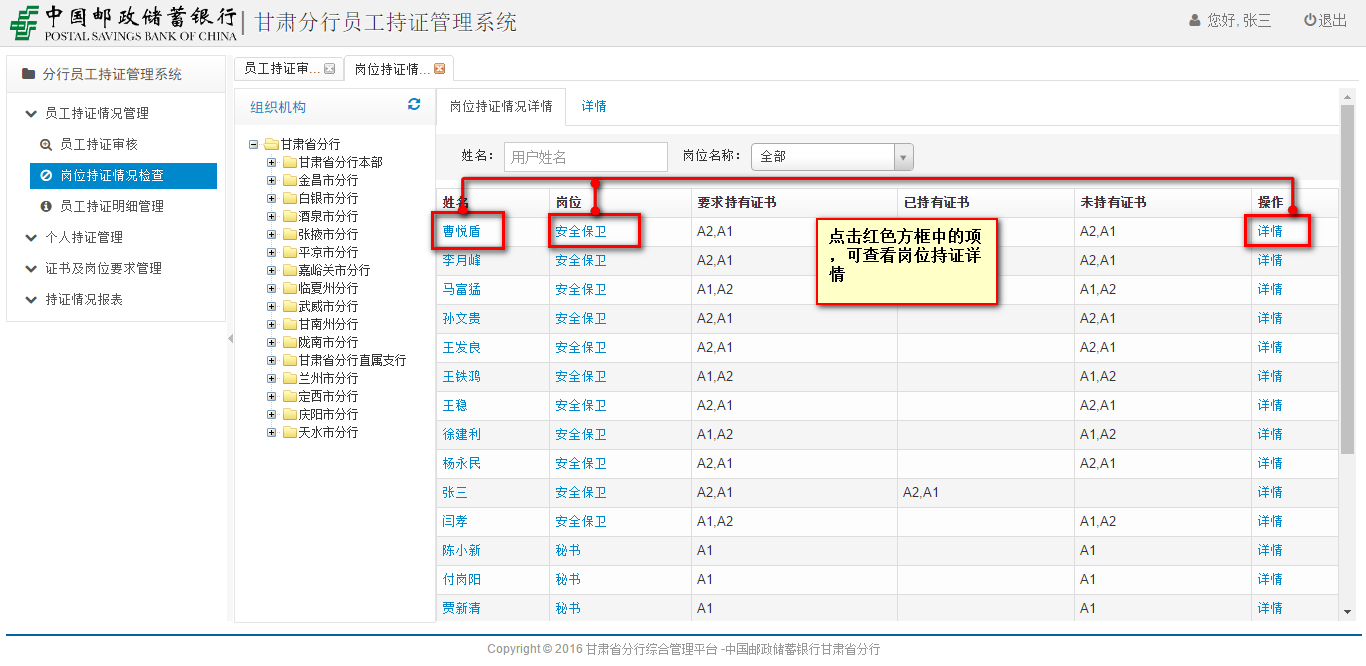 中国邮政储蓄银行
POSTAL SAVINGS BANK OF CHINA
甘肃分行员工持证管理系统
您好, 张三
退出
分行员工持证管理系统
员工持证情况管理
员工持证审核
岗位持证情况检查
员工持证明细管理
个人持证管理
证书及岗位要求管理
持证情况报表
员工持证审...
岗位持证情...
组织机构
甘肃省分行
甘肃省分行本部
金昌市分行
白银市分行
酒泉市分行
张掖市分行
平凉市分行
嘉峪关市分行
临夏州分行
武威市分行
甘南州分行
陇南市分行
甘肃省分行直属支行
兰州市分行
定西市分行
庆阳市分行
天水市分行
岗位持证情况详情 详情
姓名： 用户姓名 岗位名称： 全部
姓名 岗位 要求持有证书 已持有证书 未持有证书 操作
曹悦盾 安全保卫 A2,A1 A2,A1 详情
李月峰 安全保卫 A2,A1 A2,A1 详情
马富猛 安全保卫 A1,A2 A1,A2 详情
孙文贵 安全保卫 A2,A1 A2,A1 详情
王发良 安全保卫 A2,A1 A2,A1 详情
王铁鸿 安全保卫 A1,A2 A1,A2 详情
王稳 安全保卫 A2,A1 A2,A1 详情
徐建利 安全保卫 A1,A2 A1,A2 详情
杨永民 安全保卫 A2,A1 A2,A1 详情
张三 安全保卫 A2,A1 A2,A1 详情
闫孝 安全保卫 A1,A2 A1,A2 详情
陈小新 秘书 A1 A1 详情
付岗阳 秘书 A1 A1 详情
贾新清 秘书 A1 A1 详情
点击红色方框中的项
，可查看岗位持证详
情
Copyright © 2016 甘肃省分行综合管理平台 -中国邮政储蓄银行甘肃省分行